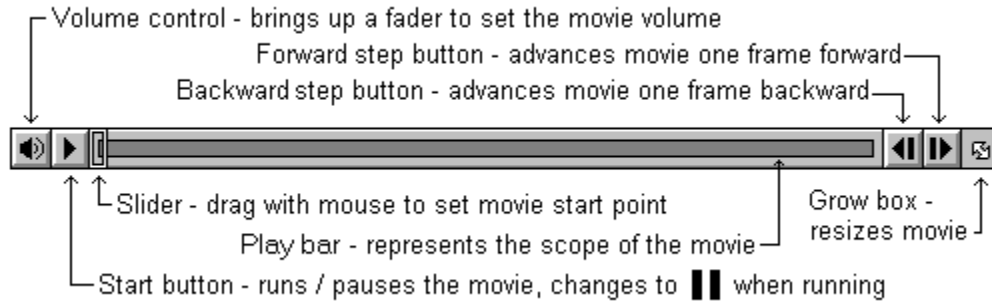 Volume control - brings up a fader to set the movie volume
Forward step button - advances movie one frame forward
Backward step button - advances movie one frame backward
Slider - drag with mouse to set movie start point
Grow box -
resizes movie
Play bar - represents the scope of the movie
Start button - runs / pauses the movie, changes to when running